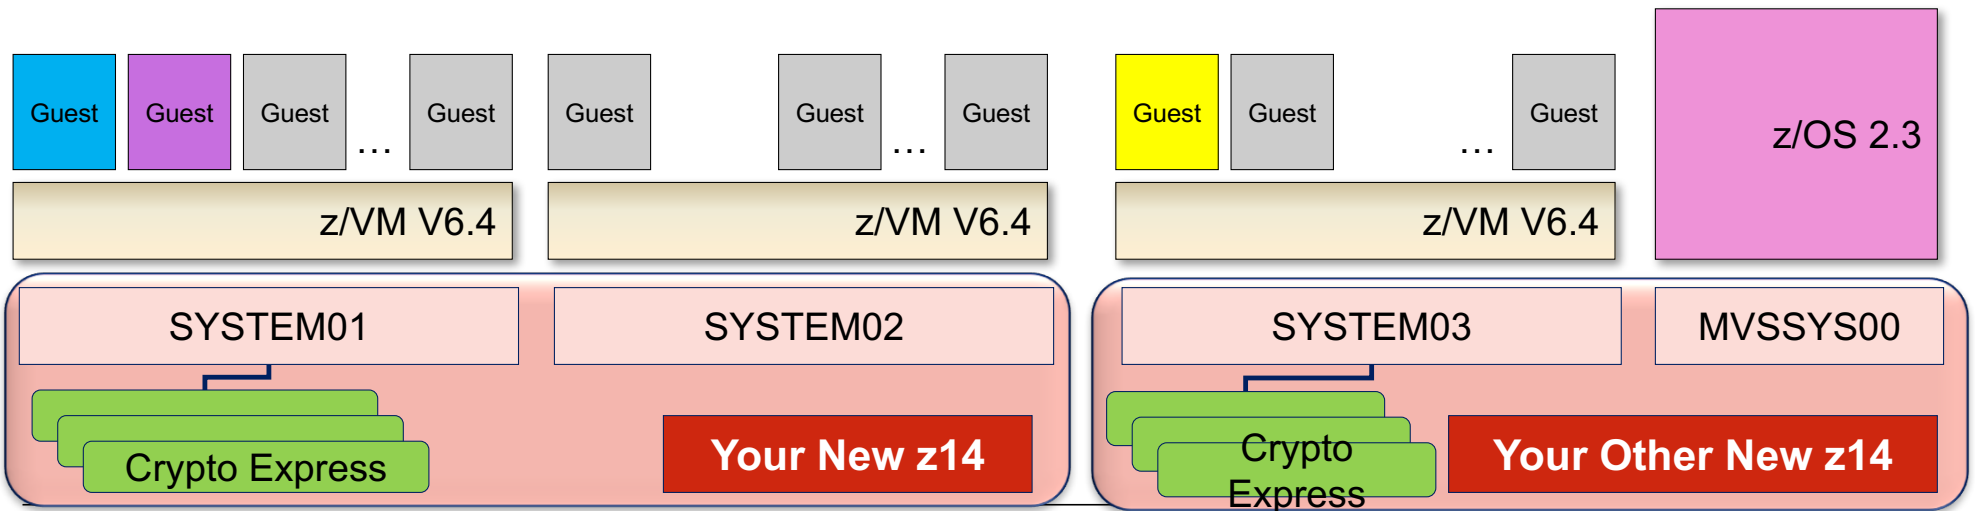 Guest Guest Guest ... Guest Guest Guest ... Guest Guest Guest ... Guest
z/OS 2.3
z/VM V6.4 z/VM V6.4 z/VM V6.4
SYSTEM01 SYSTEM02 SYSTEM03 MVSSYS00
Crypto Express
Your New z14
Crypto
Express
Your Other New z14